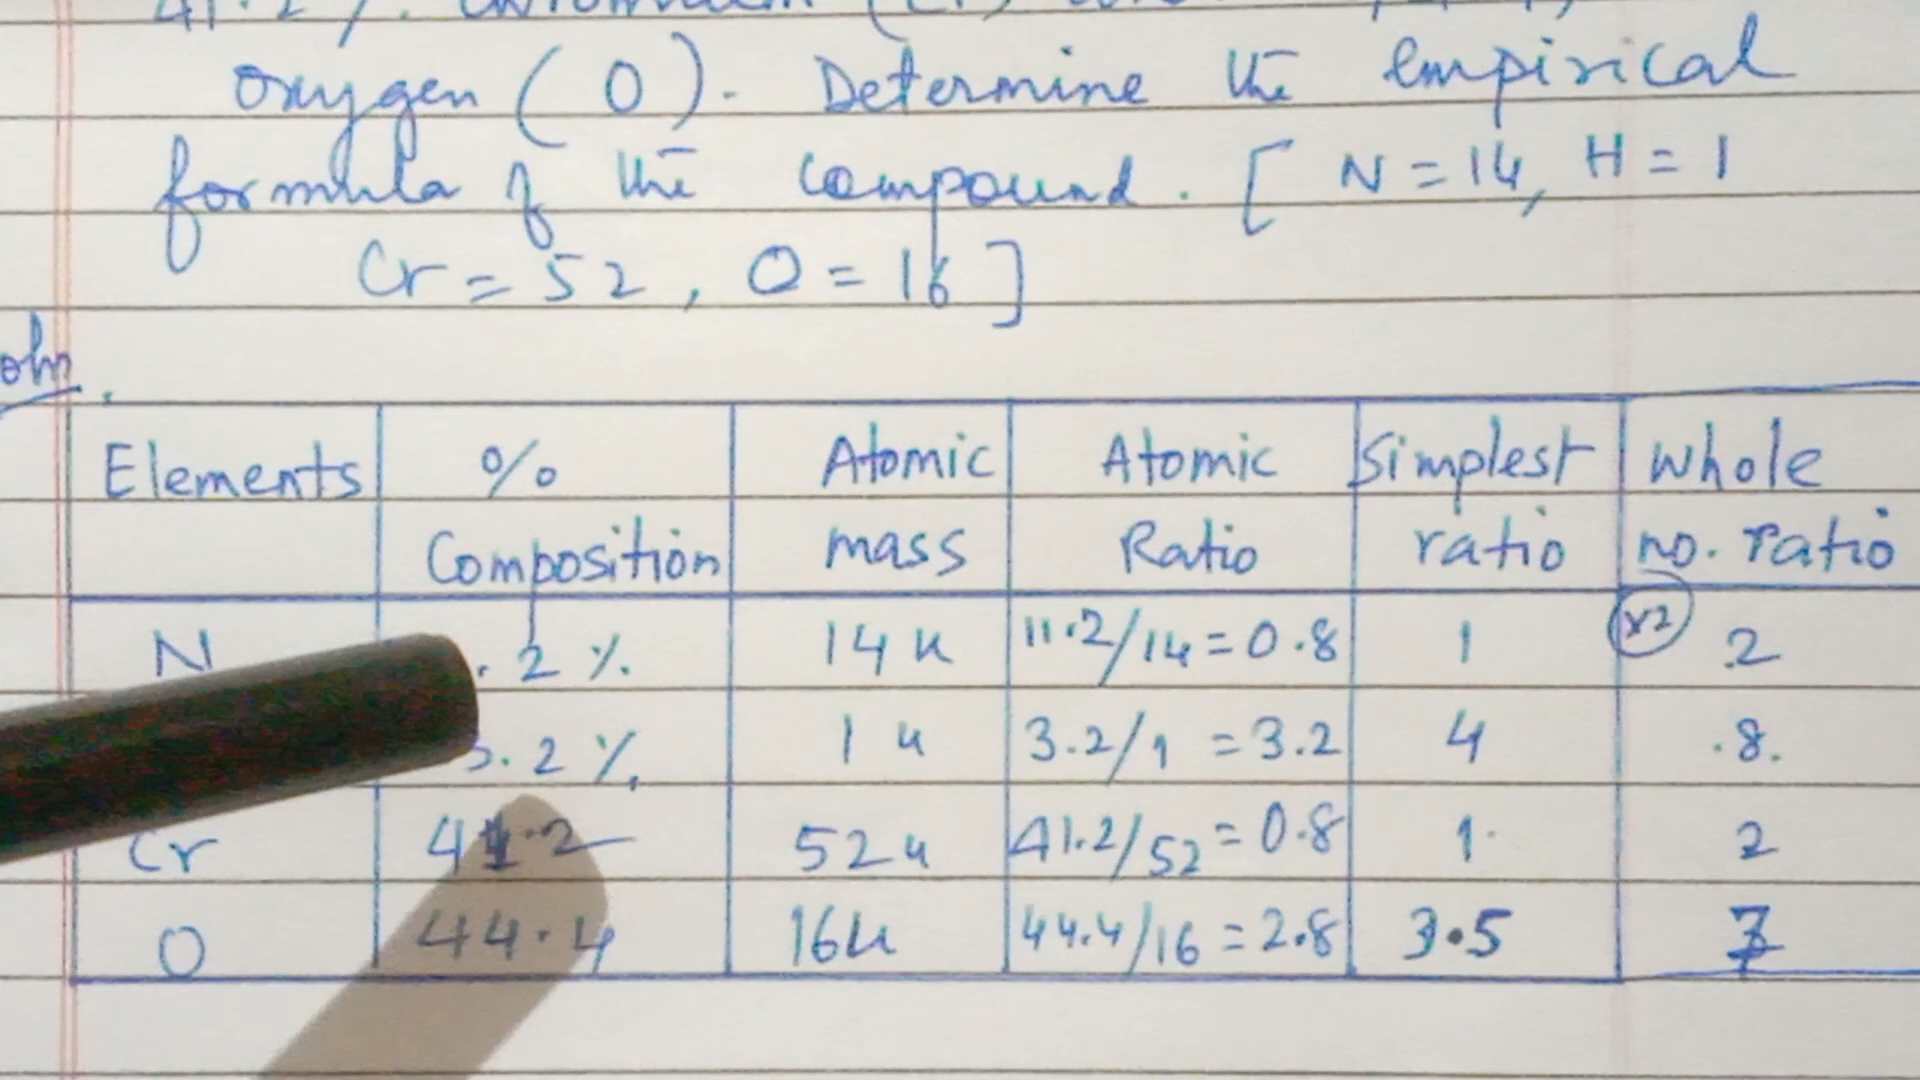 oxygen (O). Determine the empirical
formula of the compound. [N=14, H=1
Cr = 52, O = 16]
Soln.
Elements % Composition Atomic mass Atomic Ratio Simplest ratio Whole no. ratio
N .2 % 14 u 11.2/14 = 0.8 1 x2 2
3.2 % 1 u 3.2/1 = 3.2 4 8
Cr 41.2 52 u 41.2/52 = 0.8 1 2
O 44.4 16u 44.4/16 = 2.8 3.5 7